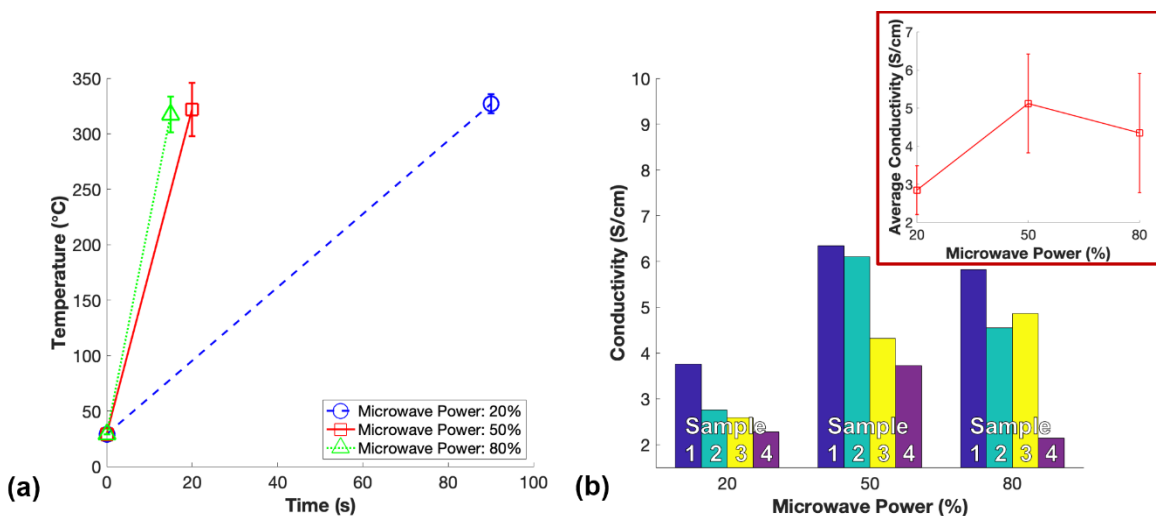 350
300
250
200
150
100
50
0
0
20
40
60
80
100
Temperature (°C)
Time (s)
Microwave Power: 20%
Microwave Power: 50%
Microwave Power: 80%
(a)
10
9
8
7
6
5
4
3
2
Conductivity (S/cm)
Sample
1 2 3 4
Sample
1 2 3 4
Sample
1 2 3 4
20
50
80
Microwave Power (%)
(b)
7
6
5
4
3
2
Average Conductivity (S/cm)
20
50
80
Microwave Power (%)